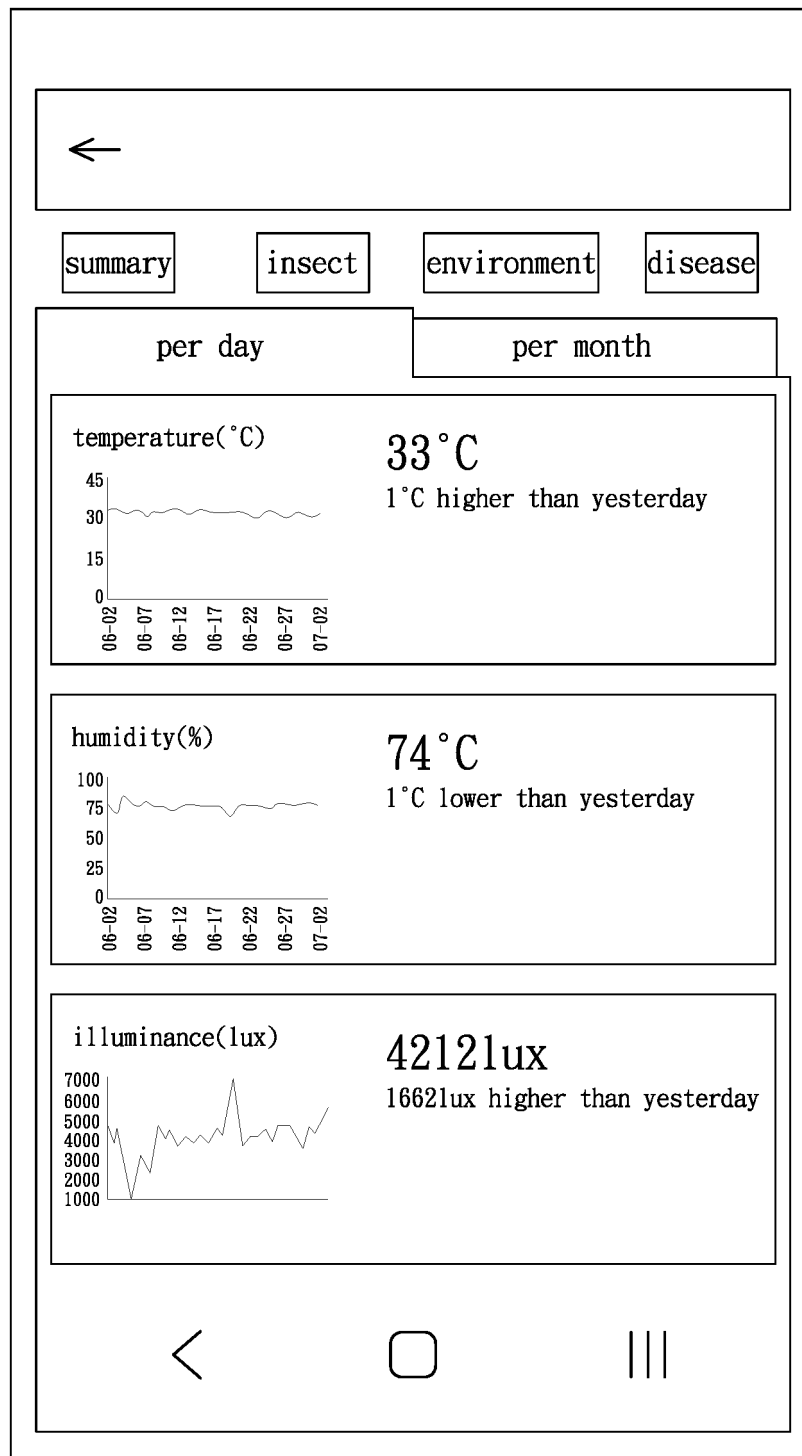 summary insect environment disease
per day per month
temperature(°C)
33°C
1°C higher than yesterday
45
30
15
0
06-02 06-07 06-12 06-17 06-22 06-27 07-02
humidity(%)
74°C
1°C lower than yesterday
100
75
50
25
0
06-02 06-07 06-12 06-17 06-22 06-27 07-02
illuminance(lux)
4212lux
1662lux higher than yesterday
7000
6000
5000
4000
3000
2000
1000